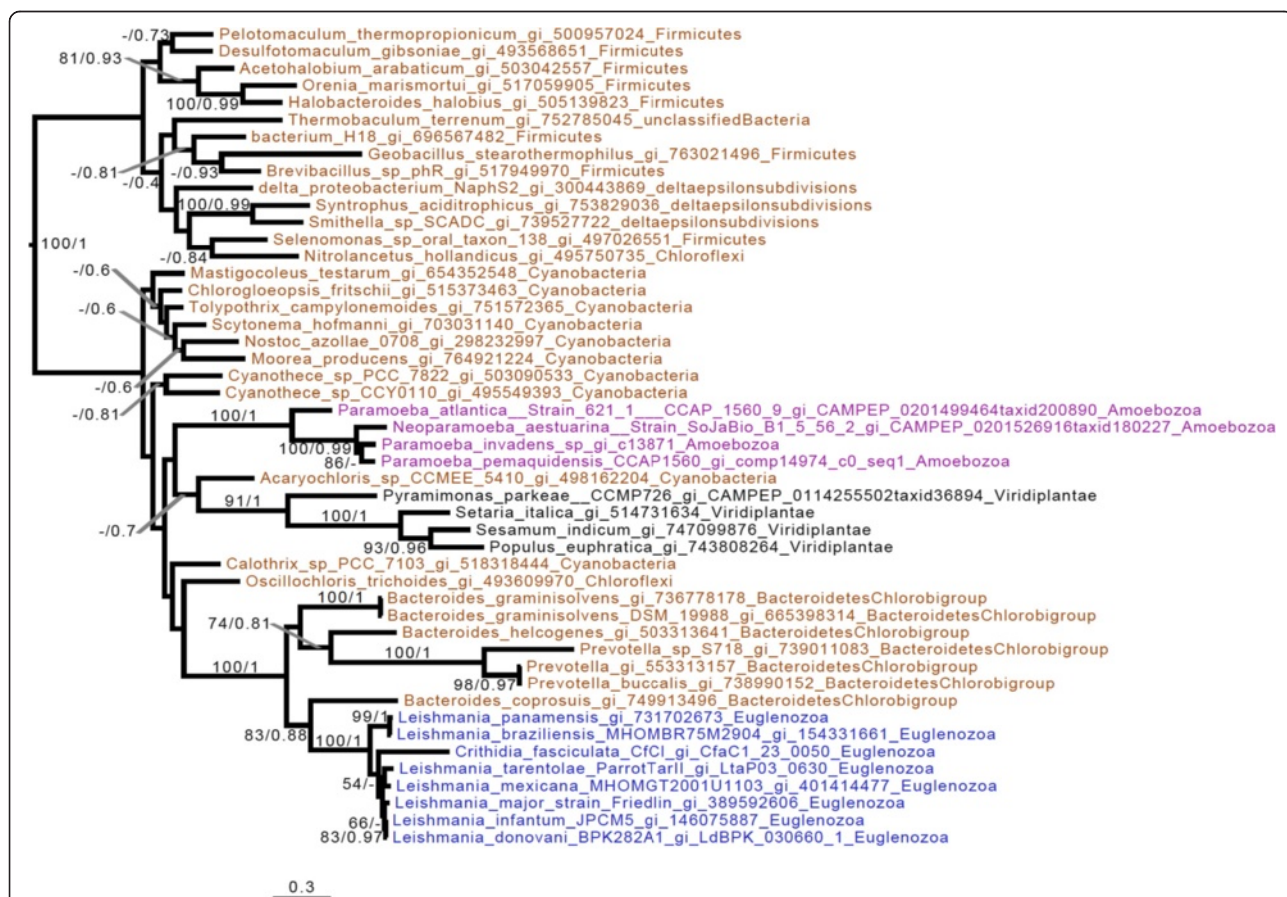 -/0.73
Pelotomaculum_thermopropionicum_gi_500957024_Firmicutes
Desulfotomaculum_gibsoniae_gi_493568651_Firmicutes
81/0.93
Acetohalobium_arabaticum_gi_503042557_Firmicutes
Orenia_marismortui_gi_517059905_Firmicutes
100/0.99
Halobacteroides_halobius_gi_505139823_Firmicutes
Thermobaculum_terrenum_gi_752785045_unclassifiedBacteria
bacterium_H18_gi_696567482_Firmicutes
Geobacillus_stearothermophilus_gi_763021496_Firmicutes
-/0.81
-/0.93
Brevibacillus_sp_phR_gi_517949970_Firmicutes
-/0.4
delta_proteobacterium_NaphS2_gi_300443869_deltaepsilonsubdivisions
100/0.99
Syntrophus_aciditrophicus_gi_753829036_deltaepsilonsubdivisions
Smithella_sp_SCADC_gi_739527722_deltaepsilonsubdivisions
100/1
Selenomonas_sp_oral_taxon_138_gi_497026551_Firmicutes
-/0.84
Nitrolancetus_hollandicus_gi_495750735_Chloroflexi
-/0.6
Mastigocoleus_testarum_gi_654352548_Cyanobacteria
Chlorogloeopsis_fritschii_gi_515373463_Cyanobacteria
-/0.6
Tolypothrix_campylonemoides_gi_751572365_Cyanobacteria
Scytonema_hofmanni_gi_703031140_Cyanobacteria
Nostoc_azollae_0708_gi_298232997_Cyanobacteria
Moorea_producens_gi_764921224_Cyanobacteria
-/0.6
Cyanothece_sp_PCC_7822_gi_503090533_Cyanobacteria
Cyanothece_sp_CCY0110_gi_495549393_Cyanobacteria
-/0.81
100/1
Paramoeba_atlantica__Strain_621_1___CCAP_1560_9_gi_CAMPEP_0201499464taxid200890_Amoebozoa
Neoparamoeba_aestuarina__Strain_SoJaBio_B1_5_56_2_gi_CAMPEP_0201526916taxid180227_Amoebozoa
100/0.99
Paramoeba_invadens_sp_gi_c13871_Amoebozoa
86/-
Paramoeba_pemaquidensis_CCAP1560_gi_comp14974_c0_seq1_Amoebozoa
Acaryochloris_sp_CCMEE_5410_gi_498162204_Cyanobacteria
91/1
Pyramimonas_parkeae__CCMP726_gi_CAMPEP_0114255502taxid36894_Viridiplantae
100/1
Setaria_italica_gi_514731634_Viridiplantae
-/0.7
Sesamum_indicum_gi_747099876_Viridiplantae
93/0.96
Populus_euphratica_gi_743808264_Viridiplantae
Calothrix_sp_PCC_7103_gi_518318444_Cyanobacteria
Oscillochloris_trichoides_gi_493609970_Chloroflexi
100/1
Bacteroides_graminisolvens_gi_736778178_BacteroidetesChlorobigroup
Bacteroides_graminisolvens_DSM_19988_gi_665398314_BacteroidetesChlorobigroup
74/0.81
Bacteroides_helcogenes_gi_503313641_BacteroidetesChlorobigroup
100/1
Prevotella_sp_S718_gi_739011083_BacteroidetesChlorobigroup
100/1
Prevotella_gi_553313157_BacteroidetesChlorobigroup
98/0.97
Prevotella_buccalis_gi_738990152_BacteroidetesChlorobigroup
Bacteroides_coprosuis_gi_749913496_BacteroidetesChlorobigroup
99/1
Leishmania_panamensis_gi_731702673_Euglenozoa
83/0.88
100/1
Leishmania_braziliensis_MHOMBR75M2904_gi_154331661_Euglenozoa
Crithidia_fasciculata_CfCl_gi_CfaC1_23_0050_Euglenozoa
Leishmania_tarentolae_ParrotTarII_gi_LtaP03_0630_Euglenozoa
54/-
Leishmania_mexicana_MHOMGT2001U1103_gi_401414477_Euglenozoa
Leishmania_major_strain_Friedlin_gi_389592606_Euglenozoa
66/-
Leishmania_infantum_JPCM5_gi_146075887_Euglenozoa
83/0.97
Leishmania_donovani_BPK282A1_gi_LdBPK_030660_1_Euglenozoa
0.3